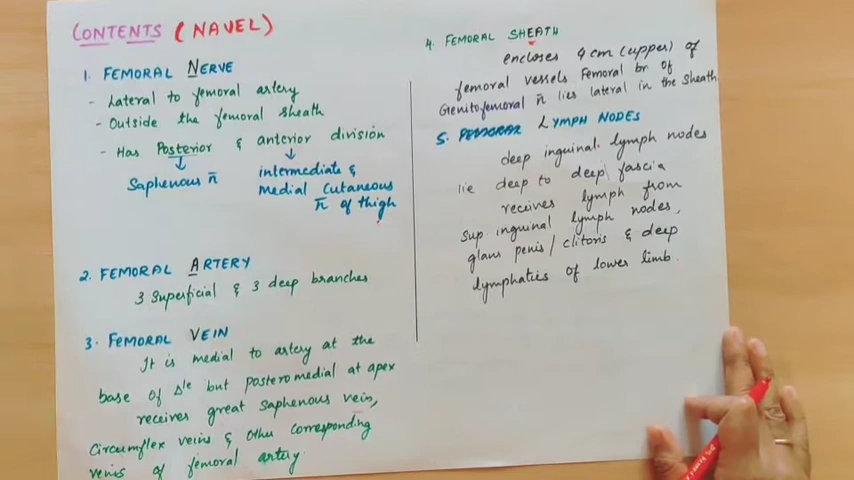 CONTENTS (NAVEL)
1. FEMORAL NERVE
- Lateral to femoral artery
- Outside the femoral sheath
- Has Posterior & anterior division
Saphenous n̄
intermediate &
medial cutaneous
n̄ of thigh
2. FEMORAL ARTERY
3 Superficial & 3 deep branches
3. FEMORAL VEIN
It is medial to artery at the
base of Δle but posteromedial at apex
receives great saphenous vein,
circumflex veins & other corresponding
veins of femoral artery
4. FEMORAL SHEATH
encloses 4 cm (upper) of
femoral vessels Femoral br of
Genitofemoral n̄ lies lateral in the sheath
5. LYMPH NODES
deep inguinal lymph nodes
lie deep to deep fascia
receives lymph from
sup. inguinal lymph nodes,
glans penis/clitoris & deep
lymphatics of lower limb.